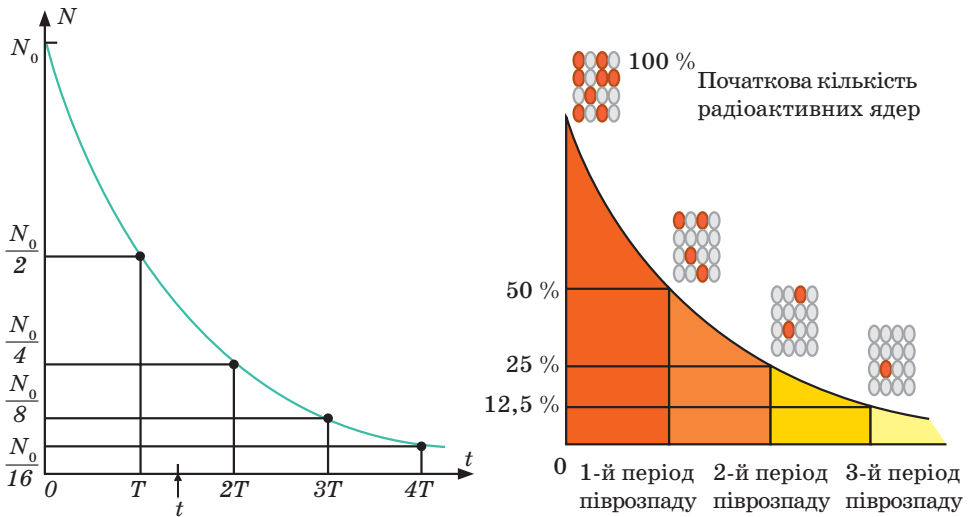 N
N₀
N₀
2
N₀
4
N₀
8
N₀
16
0
T
2T
3T
4T
t
t
100 %
Початкова кількість
радіоактивних ядер
50 %
25 %
12,5 %
0
1-й період
піврозпаду
2-й період
піврозпаду
3-й період
піврозпаду